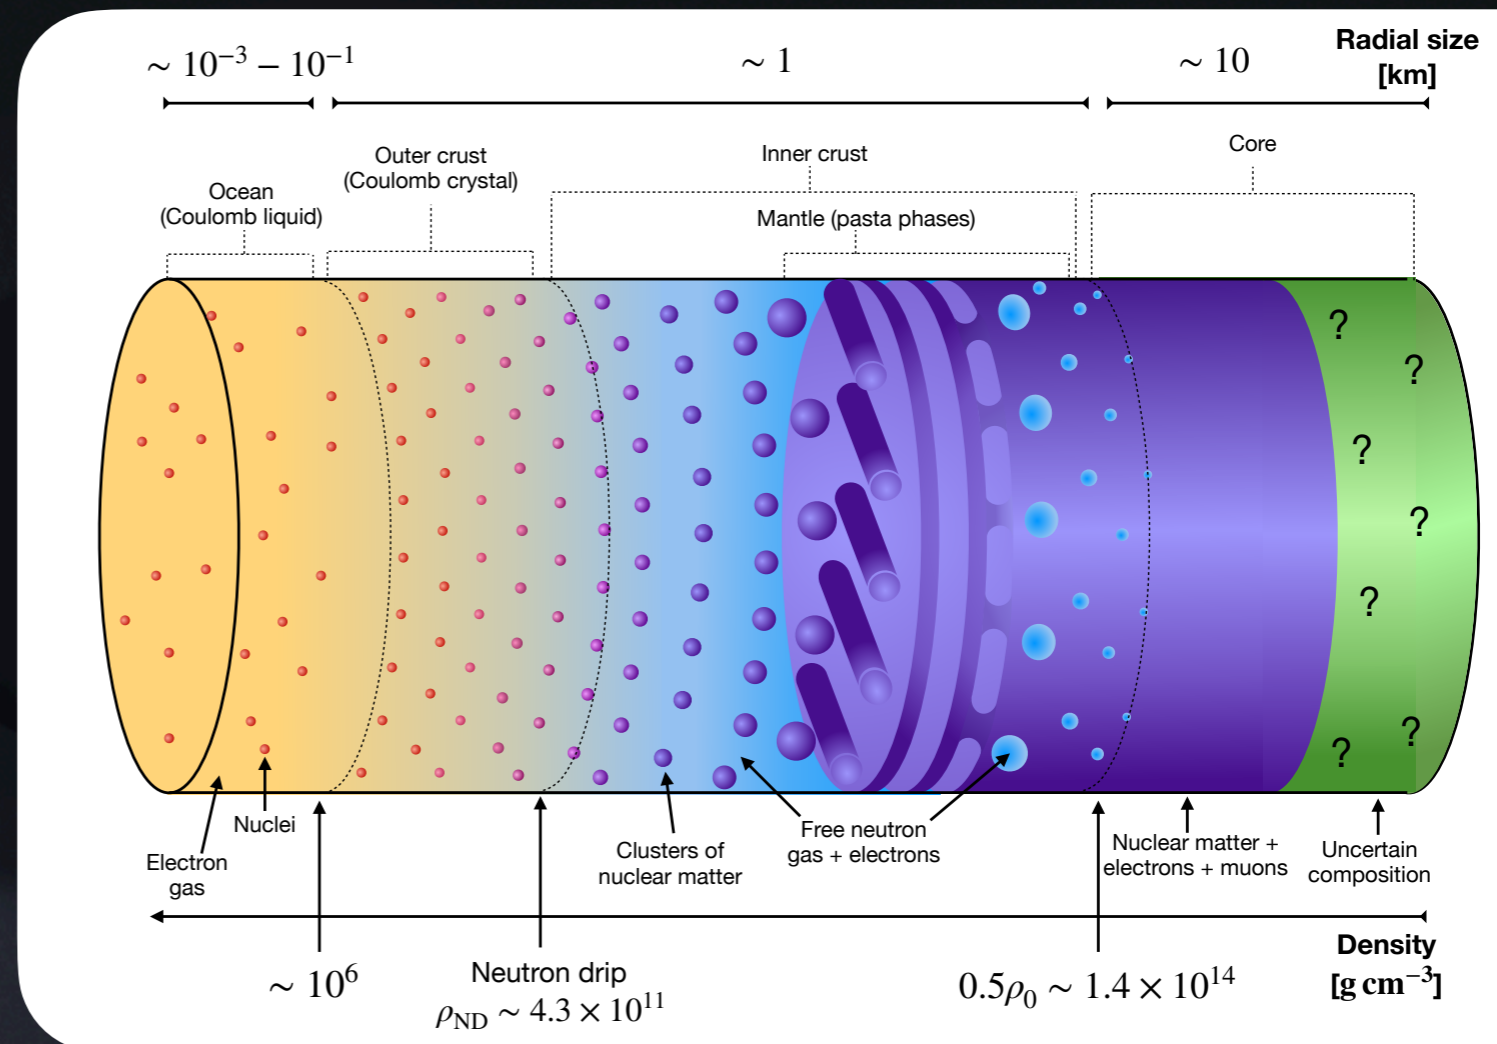 Radial size
[km]
~ 10⁻³ – 10⁻¹
~ 1
~ 10
Ocean
(Coulomb liquid)
Outer crust
(Coulomb crystal)
Inner crust
Mantle (pasta phases)
Core
?
?
?
?
?
?
?
Electron
gas
Nuclei
Clusters of
nuclear matter
Free neutron
gas + electrons
Nuclear matter +
electrons + muons
Uncertain
composition
~ 10⁶
Neutron drip
ρ_ND ~ 4.3 × 10¹¹
0.5ρ₀ ~ 1.4 × 10¹⁴
Density
[g cm⁻³]